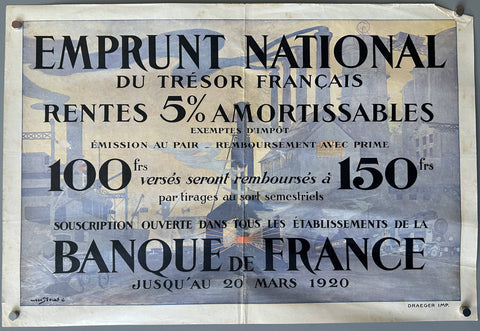 EMPRUNT NATIONAL
DU TRÉSOR FRANÇAIS
RENTES 5% AMORTISSABLES
EXEMPTES D'IMPÔT
ÉMISSION AU PAIR - REMBOURSEMENT AVEC PRIME
100 frs versés seront remboursés à 150 frs
par tirages au sort semestriels
SOUSCRIPTION OUVERTE DANS TOUS LES ÉTABLISSEMENTS DE LA
BANQUE DE FRANCE
JUSQU'AU 20 MARS 1920
DRAEGER IMP.